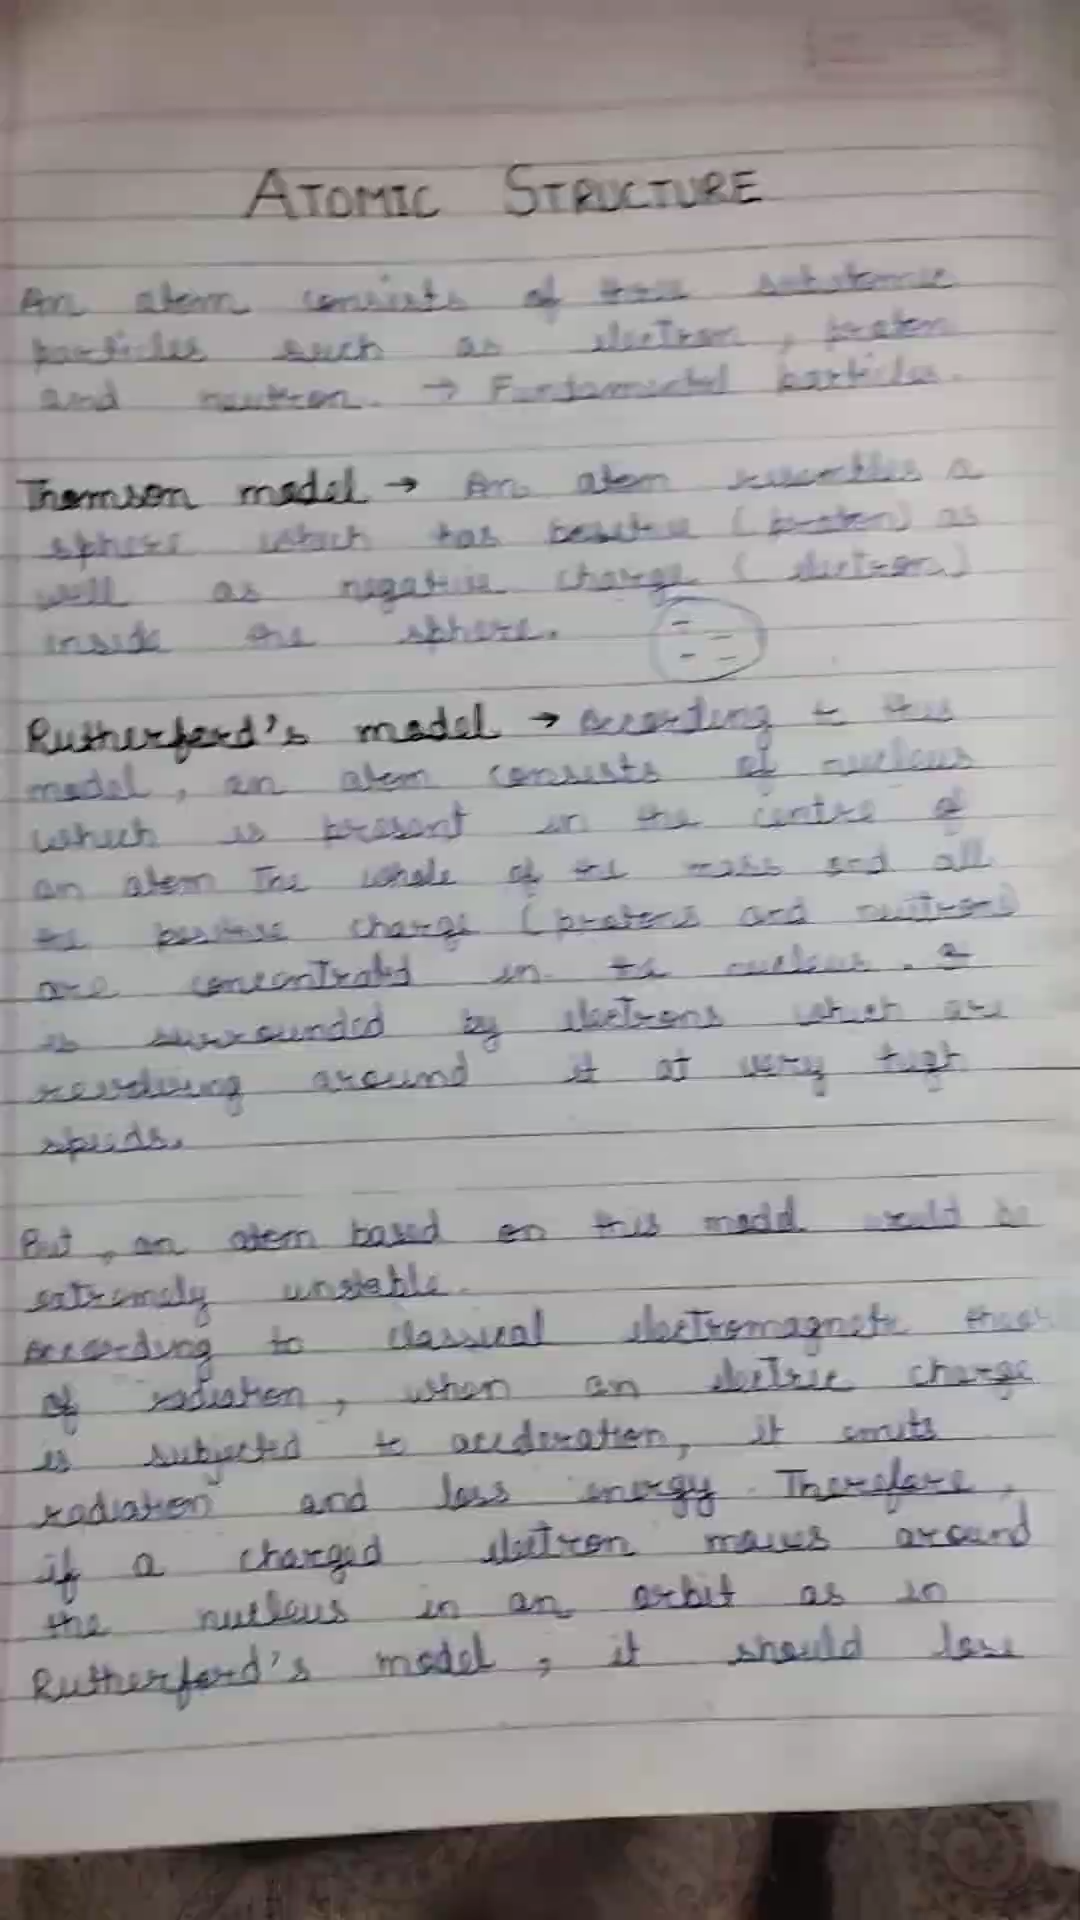 ATOMIC STRUCTURE
An atom consists of subatomic
particles such as electron, proton
and neutron. → Fundamental particles.
Thomson model → An atom resembles a
sphere which has positive (proton) as
well as negative charge (electron)
inside the sphere.
Rutherford's model → According to this
model, an atom consists of nucleus
which is present in the centre of
an atom The whole of the mass and all
the positive charge (protons and neutrons)
are concentrated in the nucleus.
is surrounded by electrons which are
revolving around it at very high
speeds.
But, an atom based on this model would be
extremely unstable.
According to classical electromagnetic
of radiation, when an electric charge
is subjected to acceleration, it emits
radiation and loss energy. Therefore,
if a charged electron moves around
the nucleus in an orbit as in
Rutherford's model, it should lose